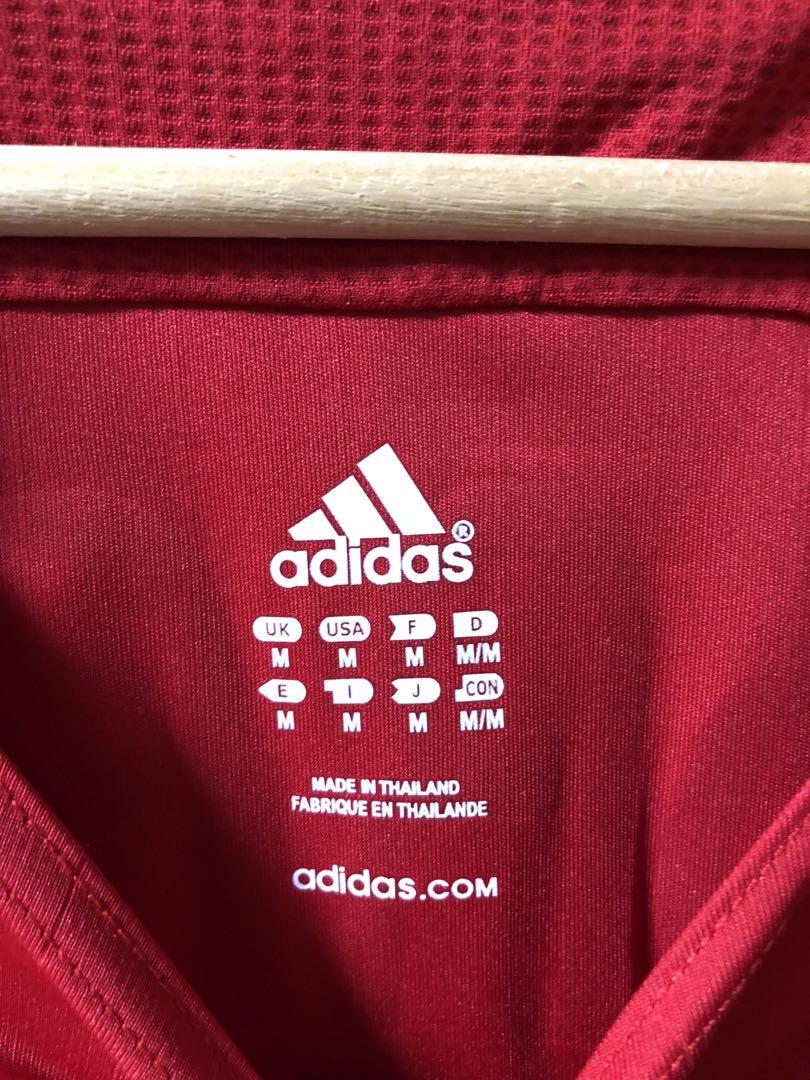 adidas®
UK USA F D
M M M M/M
E I J CON
M M M M/M
MADE IN THAILAND
FABRIQUE EN THAILANDE
adidas.COM